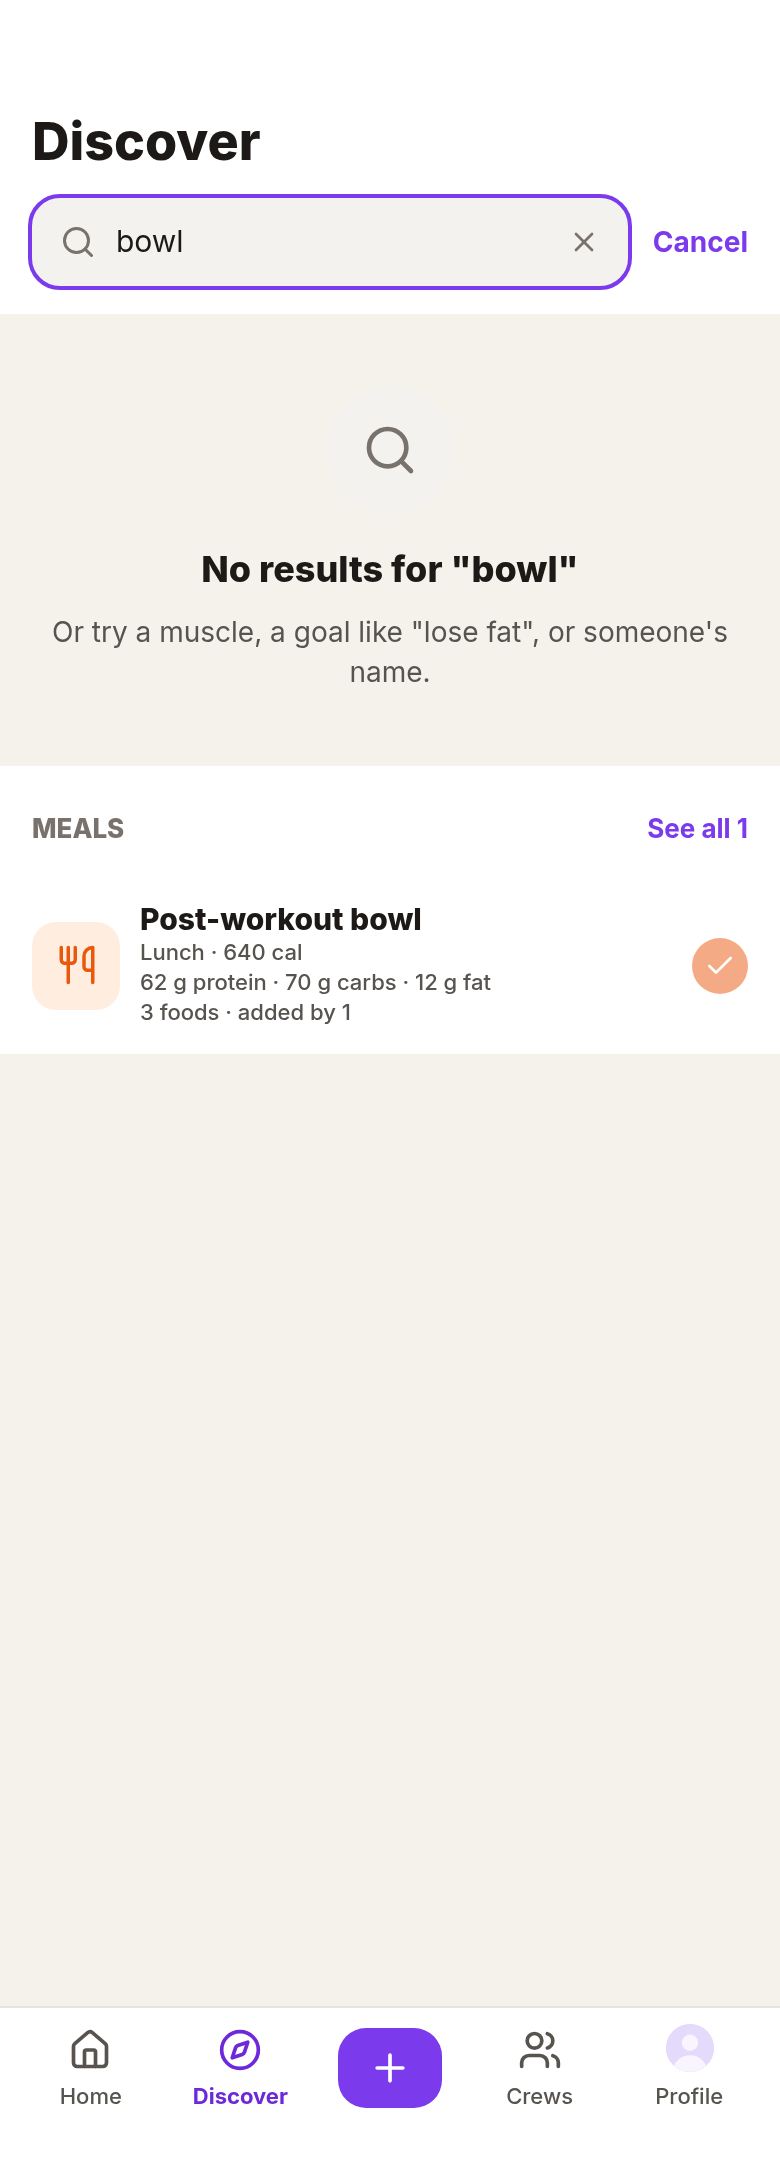 Discover
bowl
Cancel
No results for "bowl"
Or try a muscle, a goal like "lose fat", or someone's
name.
MEALS
See all 1
Post-workout bowl
Lunch · 640 cal
62 g protein · 70 g carbs · 12 g fat
3 foods · added by 1
Home
Discover
Crews
Profile